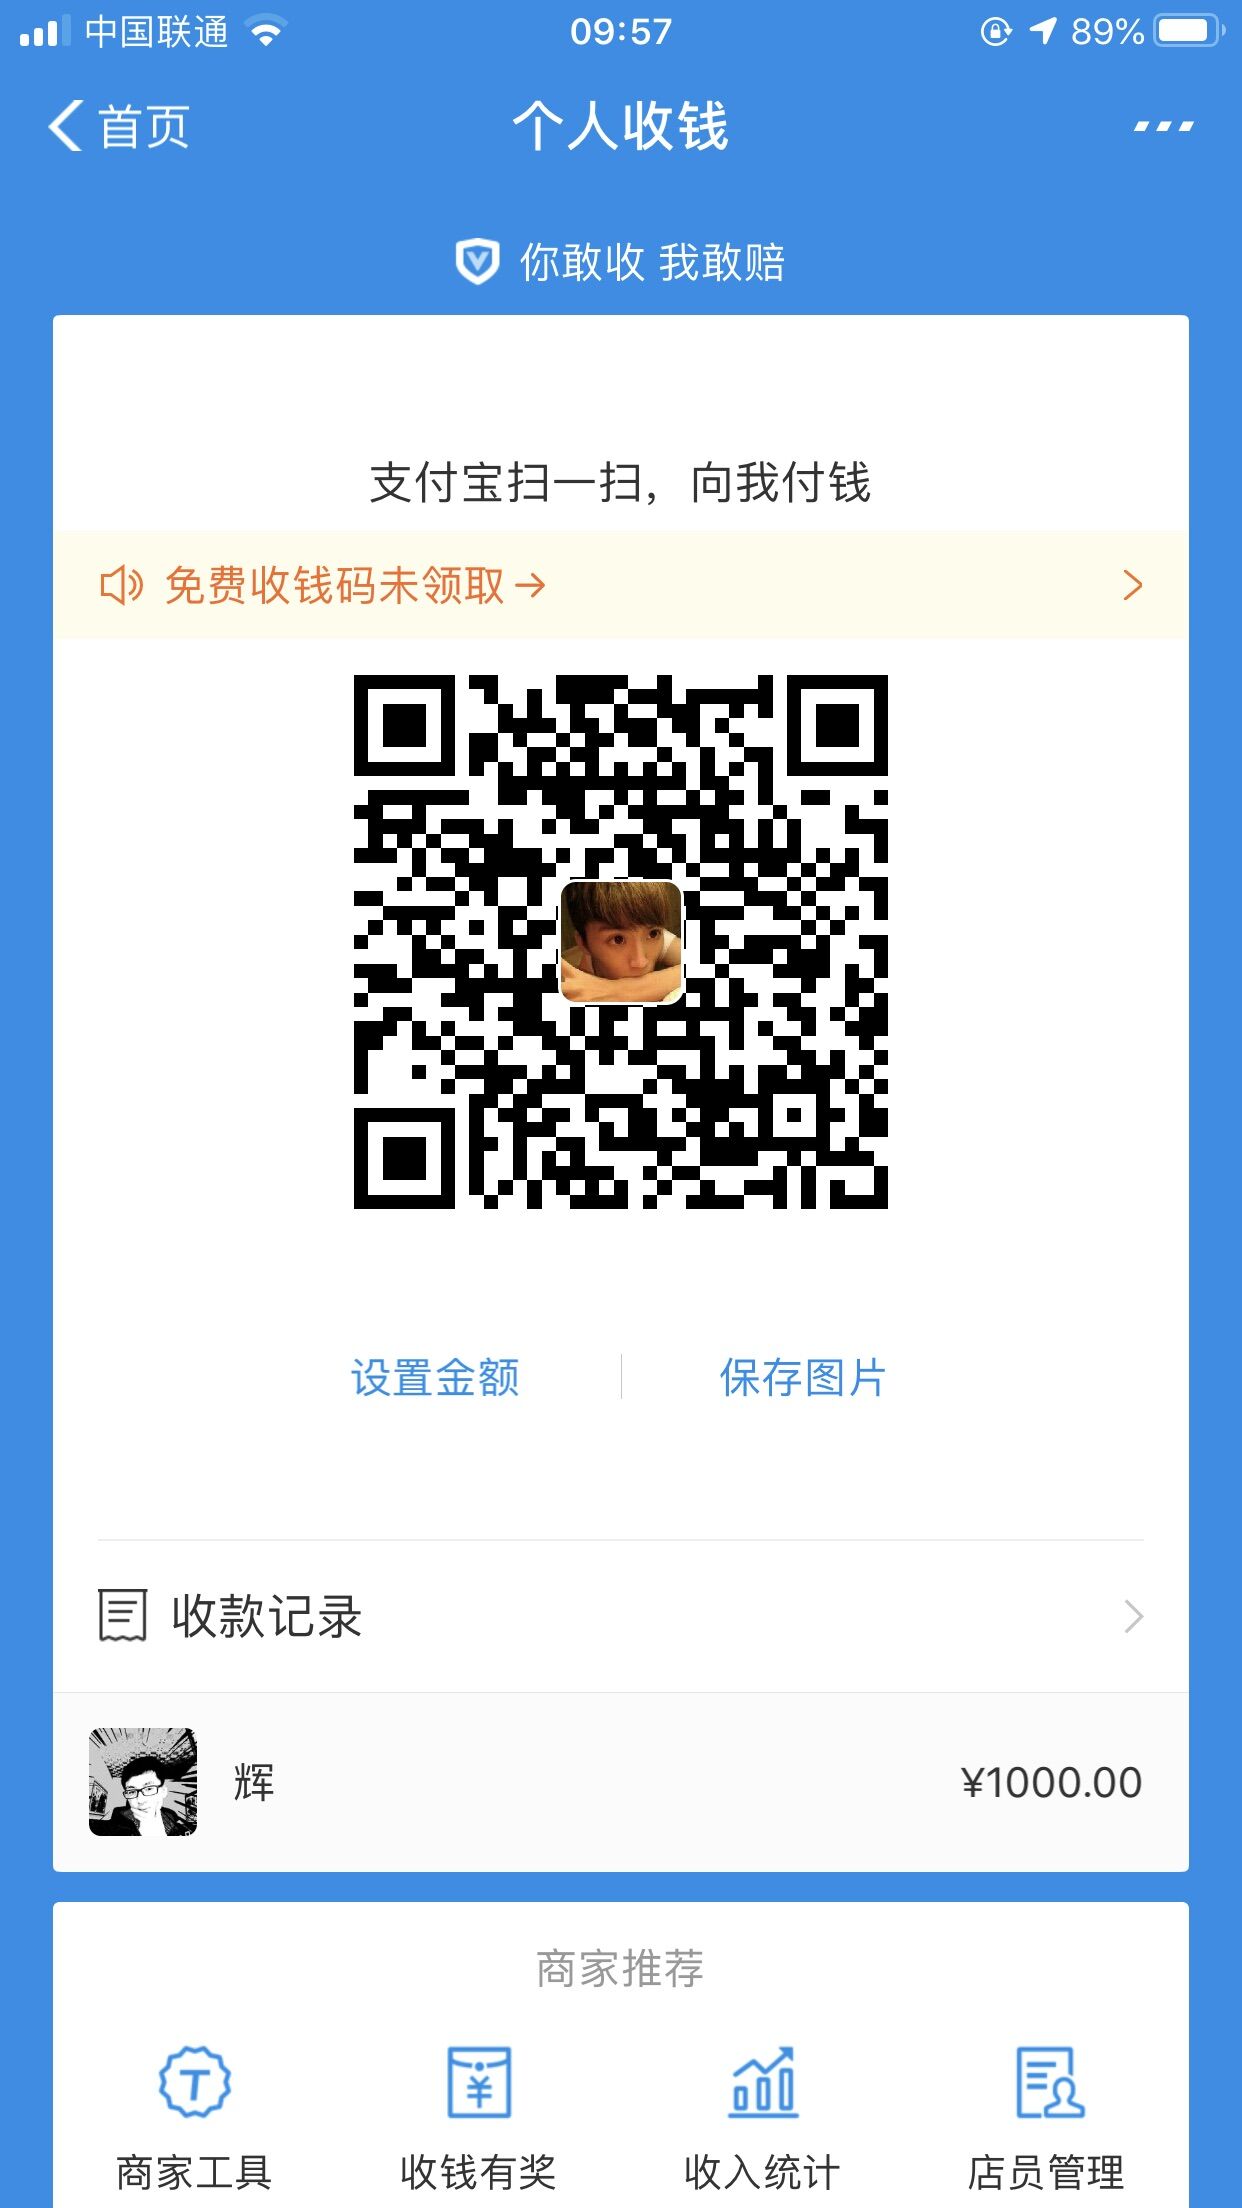 中国联通
09:57
89%
首页
个人收钱
你敢收 我敢赔
支付宝扫一扫，向我付钱
免费收钱码未领取→
设置金额
保存图片
收款记录
辉
¥1000.00
商家推荐
商家工具
收钱有奖
收入统计
店员管理